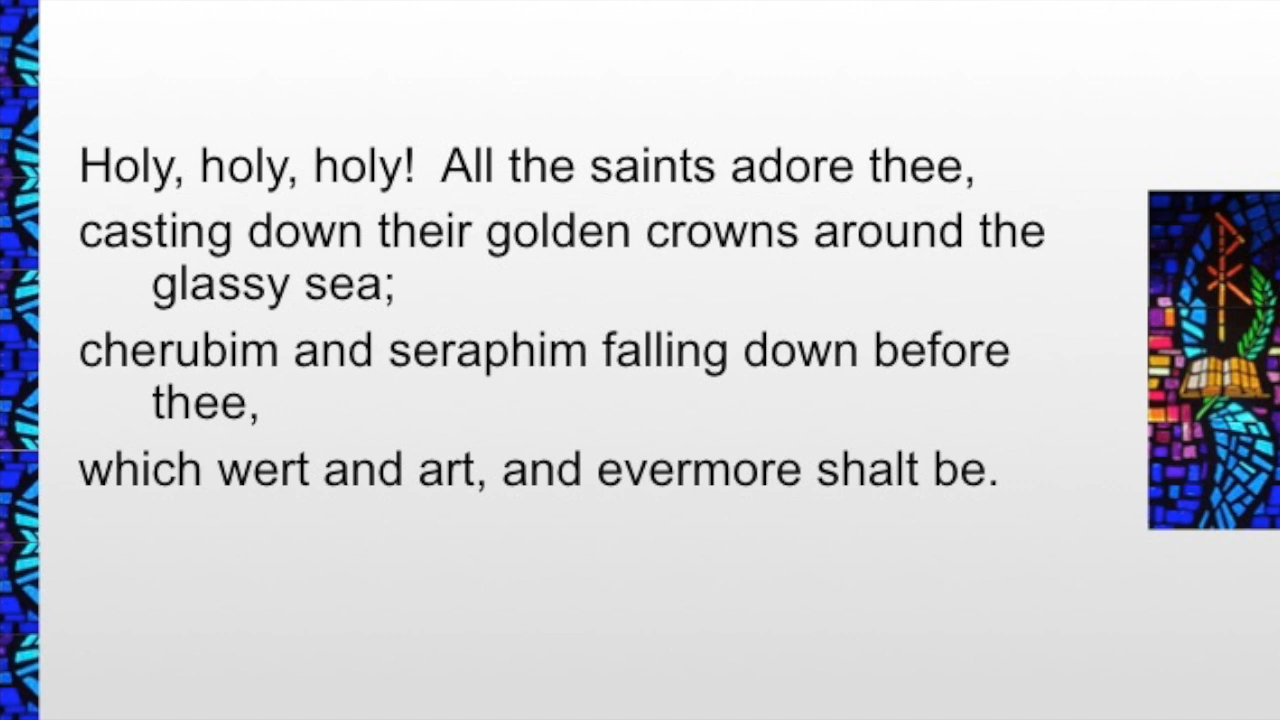 Holy, holy, holy!  All the saints adore thee,
casting down their golden crowns around the
glassy sea;
cherubim and seraphim falling down before
thee,
which wert and art, and evermore shalt be.